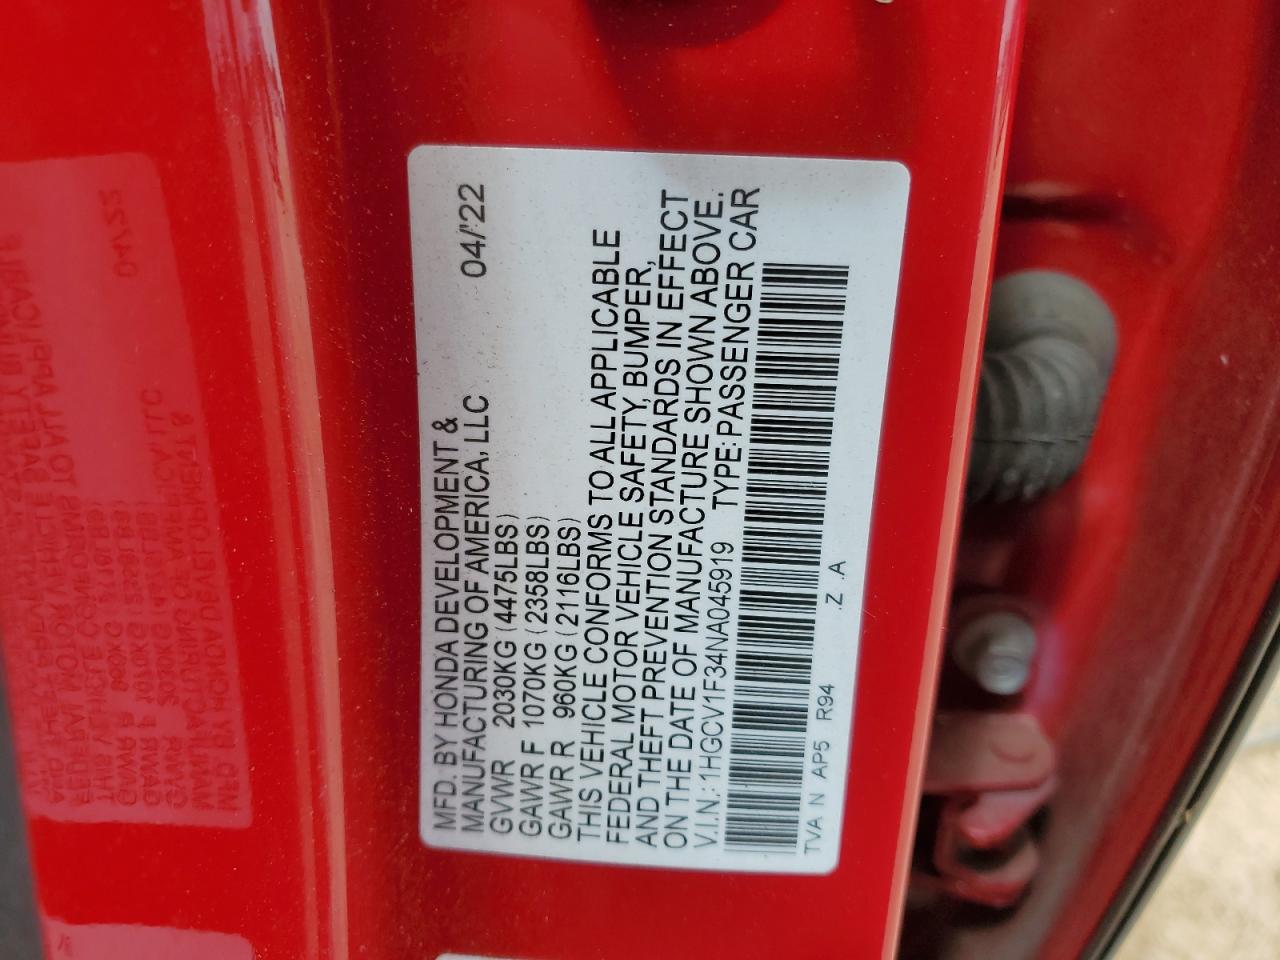 MFD. BY HONDA DEVELOPMENT &
MANUFACTURING OF AMERICA, LLC 04/'22
GVWR 2030KG (4475LBS)
GAWR F 1070KG (2358LBS)
GAWR R 960KG (2116LBS)
THIS VEHICLE CONFORMS TO ALL APPLICABLE
FEDERAL MOTOR VEHICLE SAFETY, BUMPER,
AND THEFT PREVENTION STANDARDS IN EFFECT
ON THE DATE OF MANUFACTURE SHOWN ABOVE.
V.I.N.: 1HGCV1F34NA045919 TYPE: PASSENGER CAR
TVA N AP5 R94 .Z .A